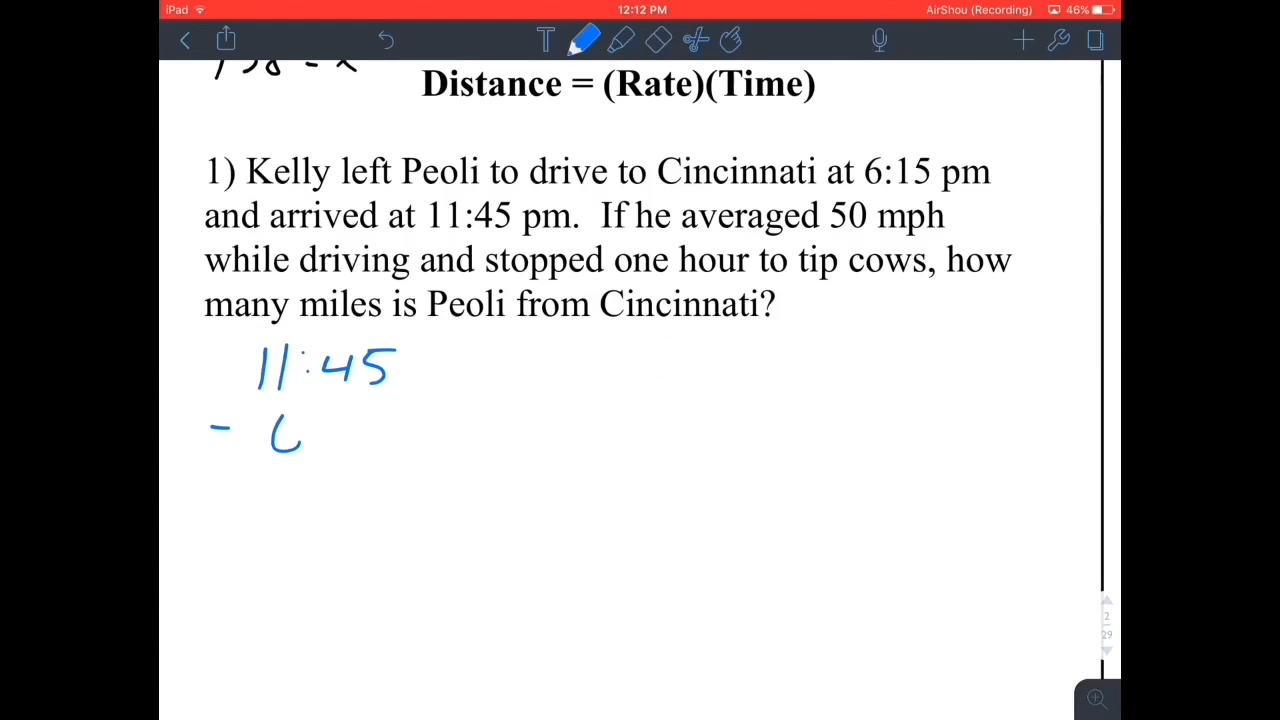 iPad 12:12 PM AirShou (Recording) 46%
T
Distance = (Rate)(Time)
1) Kelly left Peoli to drive to Cincinnati at 6:15 pm
and arrived at 11:45 pm. If he averaged 50 mph
while driving and stopped one hour to tip cows, how
many miles is Peoli from Cincinnati?
11:45
-
2
29